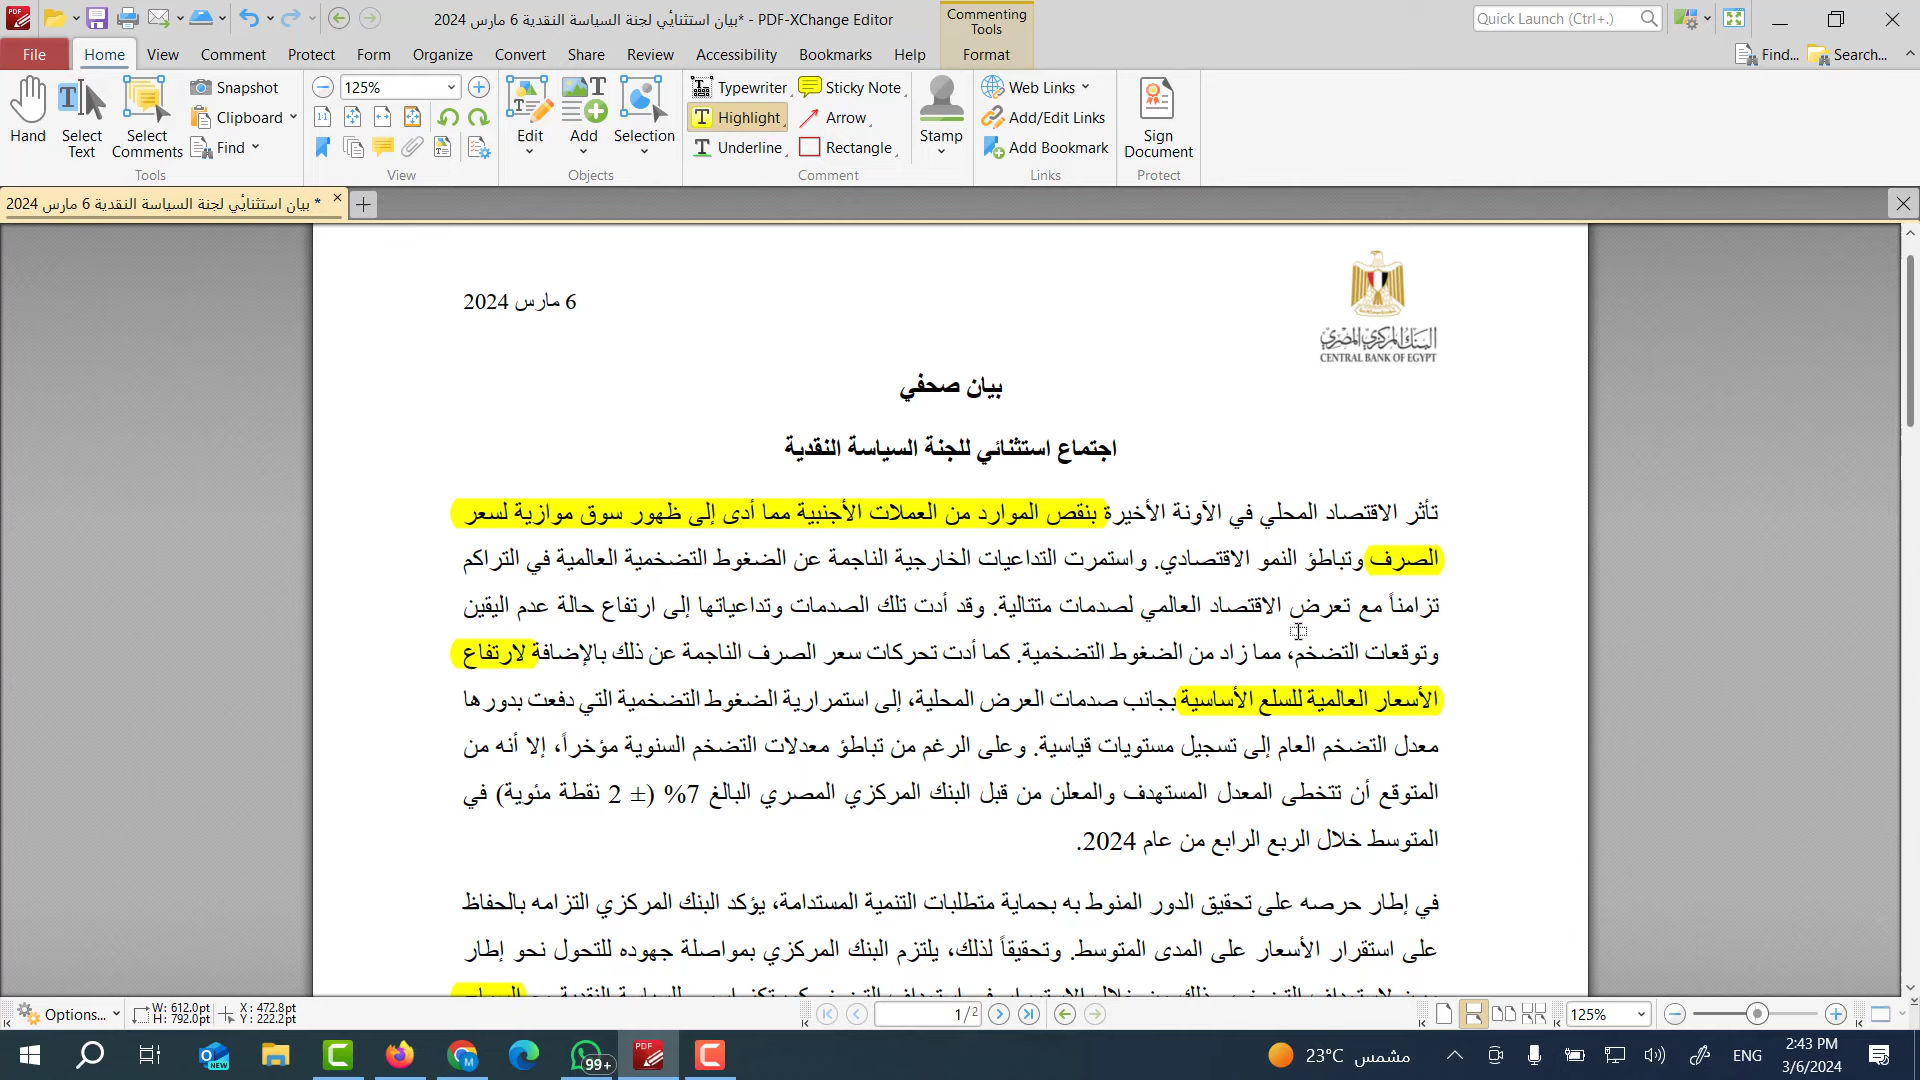 بيان استثنائي لجنة السياسة النقدية 6 مارس 2024* - PDF-XChange Editor
Commenting Tools
Quick Launch (Ctrl+.)
File Home View Comment Protect Form Organize Convert Share Review Accessibility Bookmarks Help Format
Find... Search...
Hand
Select Text
Select Comments
Snapshot
Clipboard
Find
Tools
125%
View
Edit
Add
Selection
Objects
Typewriter
Sticky Note
Highlight
Arrow
Underline
Rectangle
Stamp
Comment
Web Links
Add/Edit Links
Add Bookmark
Links
Sign Document
Protect
بيان استثنائي لجنة السياسة النقدية 6 مارس 2024 *
6 مارس 2024
البنك المركزي المصري
CENTRAL BANK OF EGYPT
بيان صحفي
اجتماع استثنائي للجنة السياسة النقدية
تأثر الاقتصاد المحلي في الآونة الأخيرة بنقص الموارد من العملات الأجنبية مما أدى إلى ظهور سوق موازية لسعر
الصرف وتباطؤ النمو الاقتصادي. واستمرت التداعيات الخارجية الناجمة عن الضغوط التضخمية العالمية في التراكم
تزامناً مع تعرض الاقتصاد العالمي لصدمات متتالية. وقد أدت تلك الصدمات وتداعياتها إلى ارتفاع حالة عدم اليقين
وتوقعات التضخم، مما زاد من الضغوط التضخمية. كما أدت تحركات سعر الصرف الناجمة عن ذلك بالإضافة لارتفاع
الأسعار العالمية للسلع الأساسية بجانب صدمات العرض المحلية، إلى استمرارية الضغوط التضخمية التي دفعت بدورها
معدل التضخم العام إلى تسجيل مستويات قياسية. وعلى الرغم من تباطؤ معدلات التضخم السنوية مؤخراً، إلا أنه من
المتوقع أن تتخطى المعدل المستهدف والمعلن من قبل البنك المركزي المصري البالغ 7% (± 2 نقطة مئوية) في
المتوسط خلال الربع الرابع من عام 2024.
في إطار حرصه على تحقيق الدور المنوط به بحماية متطلبات التنمية المستدامة، يؤكد البنك المركزي التزامه بالحفاظ
على استقرار الأسعار على المدى المتوسط. وتحقيقاً لذلك، يلتزم البنك المركزي بمواصلة جهوده للتحول نحو إطار
Options...
W: 612.0pt
H: 792.0pt
X: 472.8pt
Y: 222.2pt
1/2
125%
NEW
99+
PDF
23°C مشمس
ENG
2:43 PM
3/6/2024